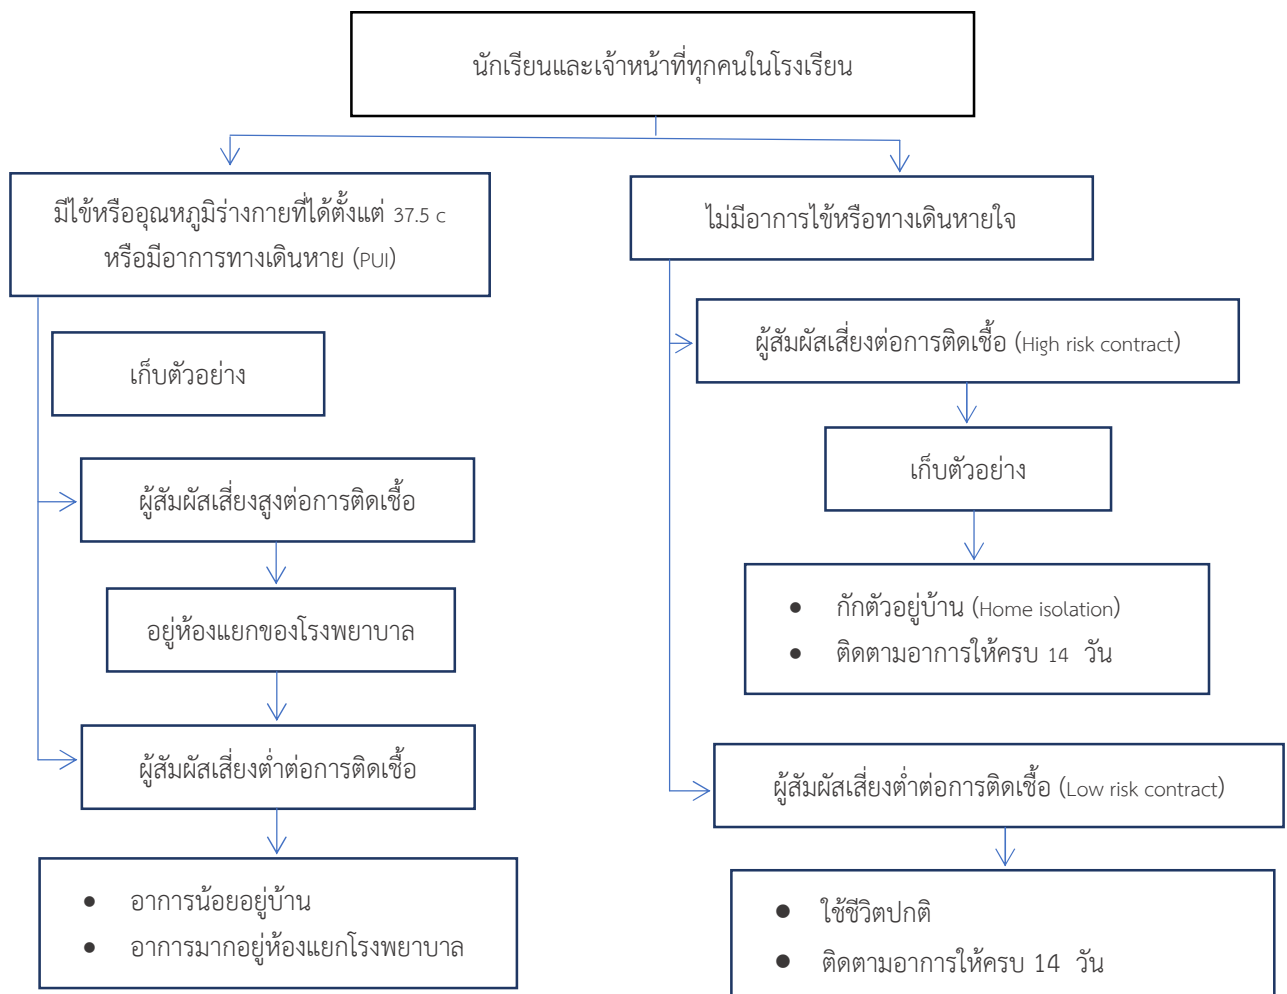 นักเรียนและเจ้าหน้าที่ทุกคนในโรงเรียน
มีไข้หรืออุณหภูมิร่างกายที่ได้ตั้งแต่ 37.5 c
หรือมีอาการทางเดินหาย (PUI)
เก็บตัวอย่าง
ผู้สัมผัสเสี่ยงสูงต่อการติดเชื้อ
อยู่ห้องแยกของโรงพยาบาล
ผู้สัมผัสเสี่ยงต่ำต่อการติดเชื้อ
● อาการน้อยอยู่บ้าน
● อาการมากอยู่ห้องแยกโรงพยาบาล
ไม่มีอาการไข้หรือทางเดินหายใจ
ผู้สัมผัสเสี่ยงต่อการติดเชื้อ (High risk contract)
เก็บตัวอย่าง
● กักตัวอยู่บ้าน (Home isolation)
● ติดตามอาการให้ครบ 14 วัน
ผู้สัมผัสเสี่ยงต่ำต่อการติดเชื้อ (Low risk contract)
● ใช้ชีวิตปกติ
● ติดตามอาการให้ครบ 14 วัน